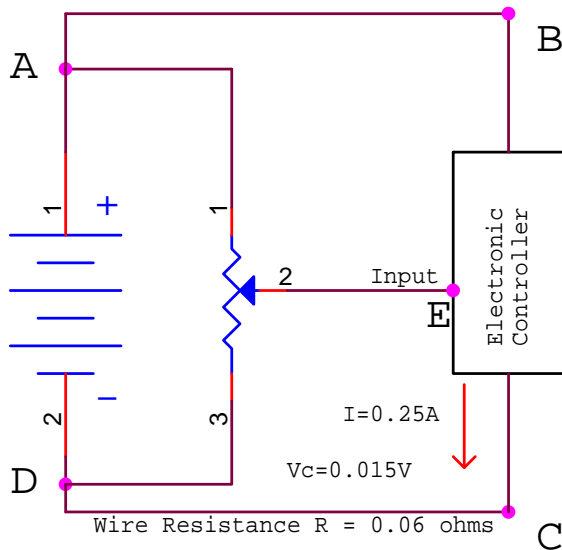 B
A
1
+
1
2
Input
E
Electronic
Controller
2
−
3
I=0.25A
Vc=0.015V
D
Wire Resistance R = 0.06 ohms
C